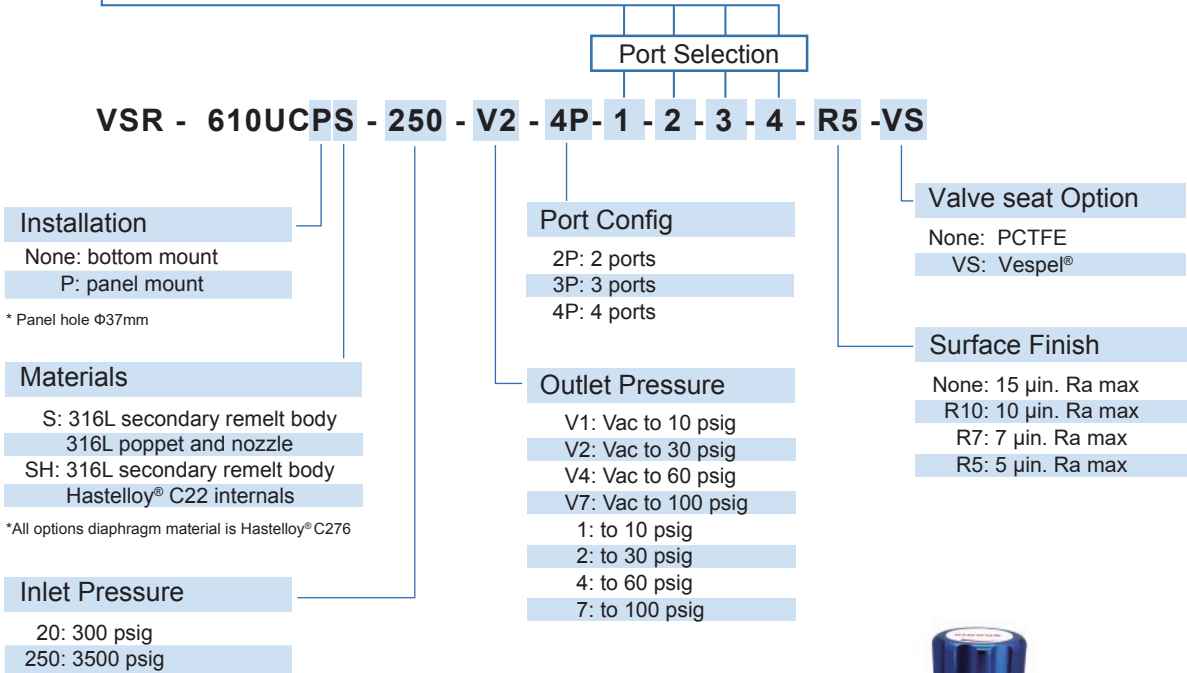 Port Selection
VSR - 610UCPS - 250 - V2 - 4P- 1 - 2 - 3 - 4 - R5 -VS
Installation
None: bottom mount
P: panel mount
* Panel hole Φ37mm
Materials
S: 316L secondary remelt body
316L poppet and nozzle
SH: 316L secondary remelt body
Hastelloy® C22 internals
*All options diaphragm material is Hastelloy® C276
Inlet Pressure
20: 300 psig
250: 3500 psig
Port Config
2P: 2 ports
3P: 3 ports
4P: 4 ports
Outlet Pressure
V1: Vac to 10 psig
V2: Vac to 30 psig
V4: Vac to 60 psig
V7: Vac to 100 psig
1: to 10 psig
2: to 30 psig
4: to 60 psig
7: to 100 psig
Valve seat Option
None: PCTFE
VS: Vespel®
Surface Finish
None: 15 µin. Ra max
R10: 10 µin. Ra max
R7: 7 µin. Ra max
R5: 5 µin. Ra max